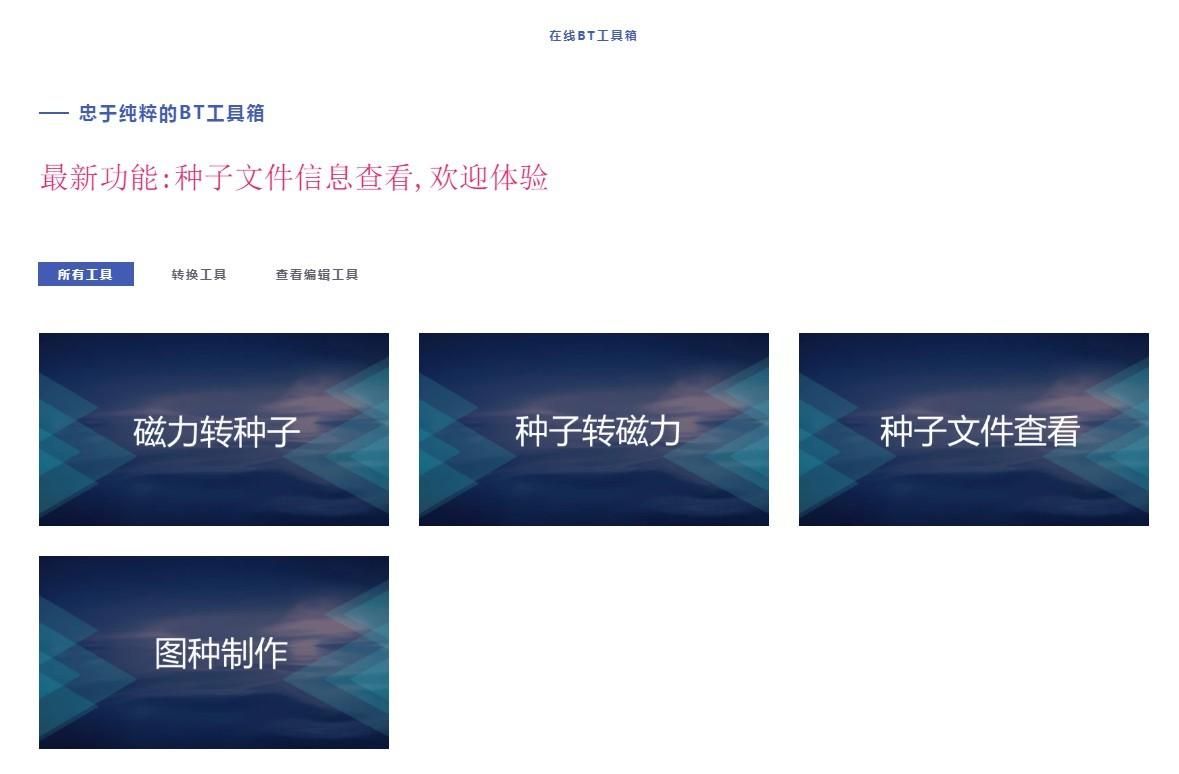 在线BT工具箱
忠于纯粹的BT工具箱
最新功能:种子文件信息查看,欢迎体验
所有工具 转换工具 查看编辑工具
磁力转种子 种子转磁力 种子文件查看
图种制作